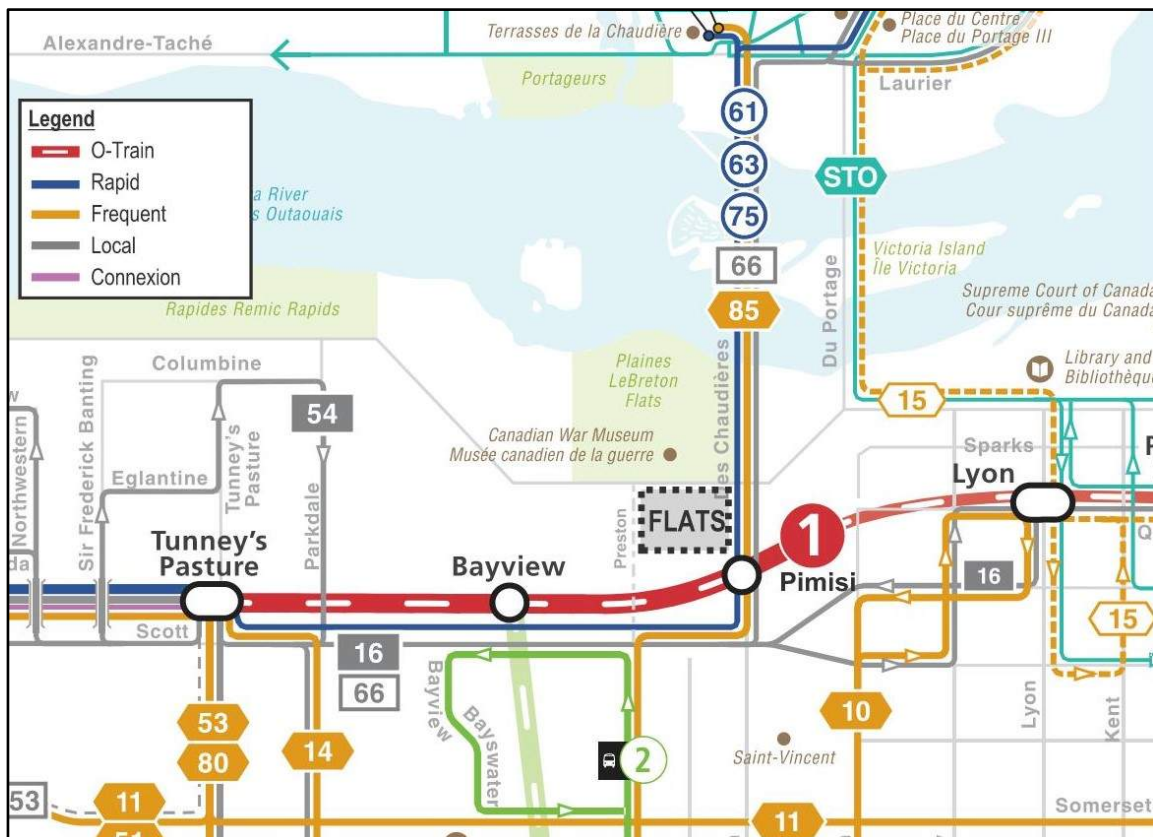 Alexandre-Taché
Terrasses de la Chaudière
Place du Centre
Place du Portage III
Portageurs
Laurier
Legend
O-Train
Rapid
Frequent
Local
Connexion
a River
s Outaouais
61
63
75
66
85
STO
Du Portage
Victoria Island
Île Victoria
Supreme Court of Canada
Cour suprême du Canada
Rapides Remic Rapids
Plaines
LeBreton
Flats
Des Chaudières
Library and
Bibliothèque
15
Columbine
54
Canadian War Museum
Musée canadien de la guerre
Sparks
P
w
Northwestern
da
Sir Frederick Banting
Eglantine
Tunney's
Pasture
Parkdale
Preston
FLATS
1
Lyon
Q
Tunney's
Pasture
Bayview
Pimisi
16
15
Scott
16
66
Bayview
Bayswater
Lyon
Kent
53
80
14
2
10
Saint-Vincent
53
11
51
11
Somerset